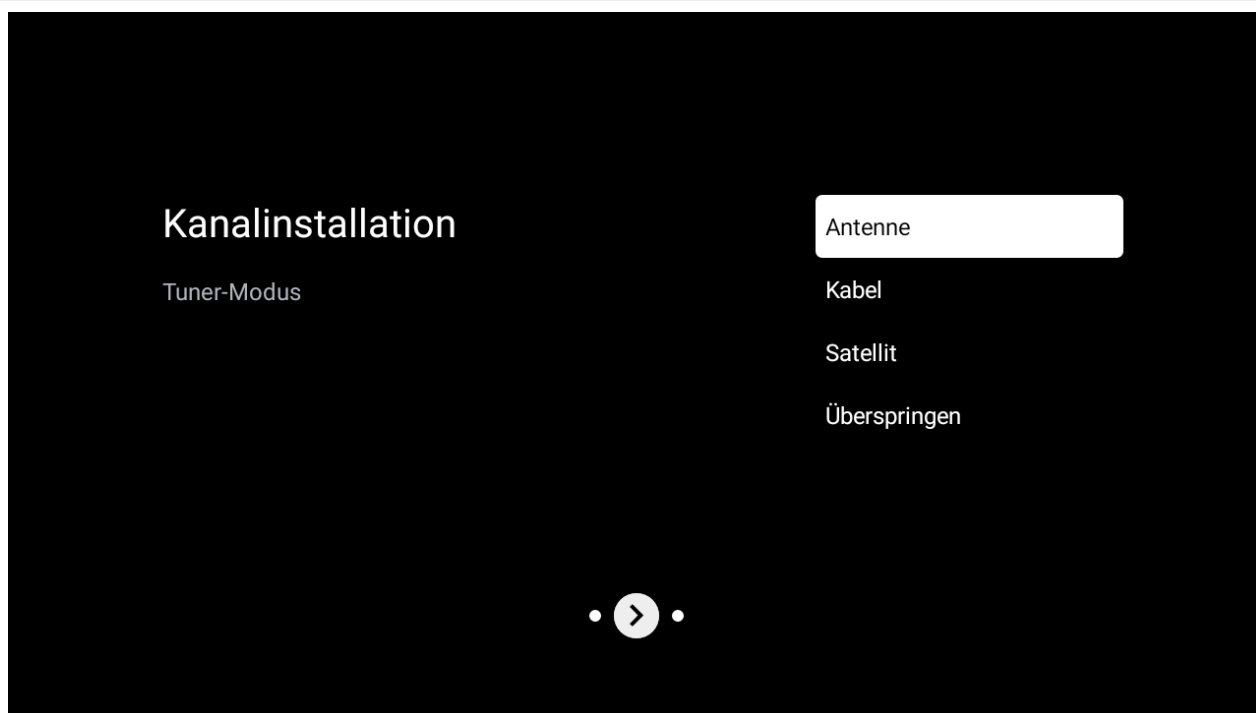 Kanalinstallation
Tuner-Modus
Antenne
Kabel
Satellit
Überspringen